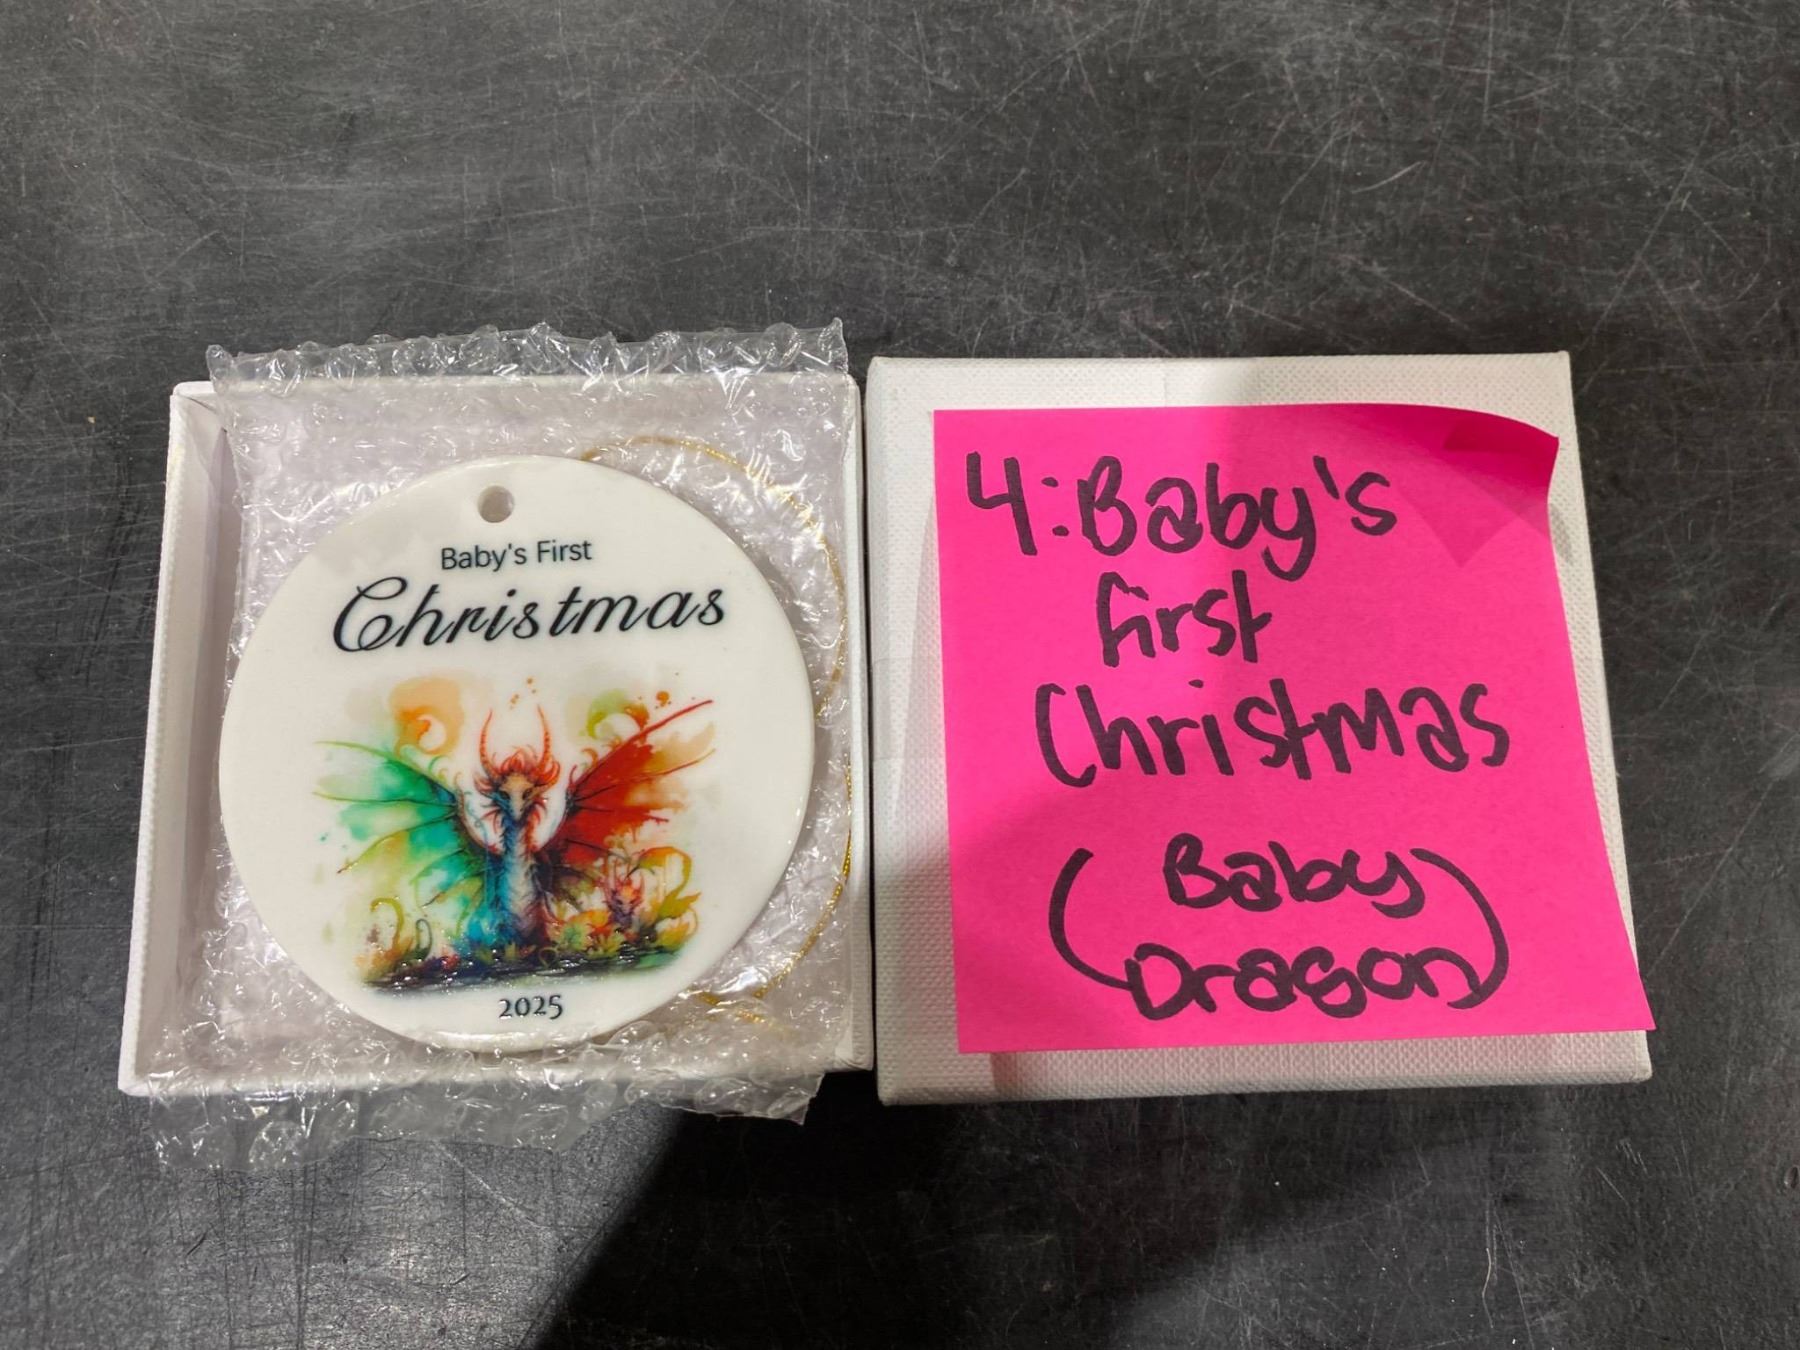 Baby's First
Christmas
2025
4: Baby's
first
Christmas
(Baby
Dragon)